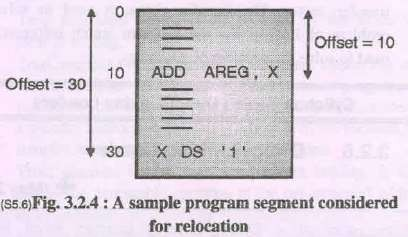 0
Offset = 10
10 ADD AREG, X
Offset = 30
30 X DS '1'
(S5.6)Fig. 3.2.4 : A sample program segment considered
for relocation